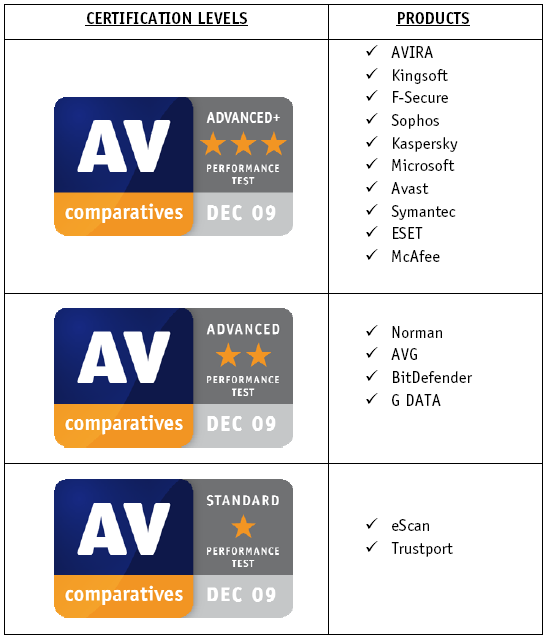 CERTIFICATION LEVELS
PRODUCTS
AV
comparatives
ADVANCED+
PERFORMANCE
TEST
DEC 09
AVIRA
Kingsoft
F-Secure
Sophos
Kaspersky
Microsoft
Avast
Symantec
ESET
McAfee
AV
comparatives
ADVANCED
PERFORMANCE
TEST
DEC 09
Norman
AVG
BitDefender
G DATA
AV
comparatives
STANDARD
PERFORMANCE
TEST
DEC 09
eScan
Trustport